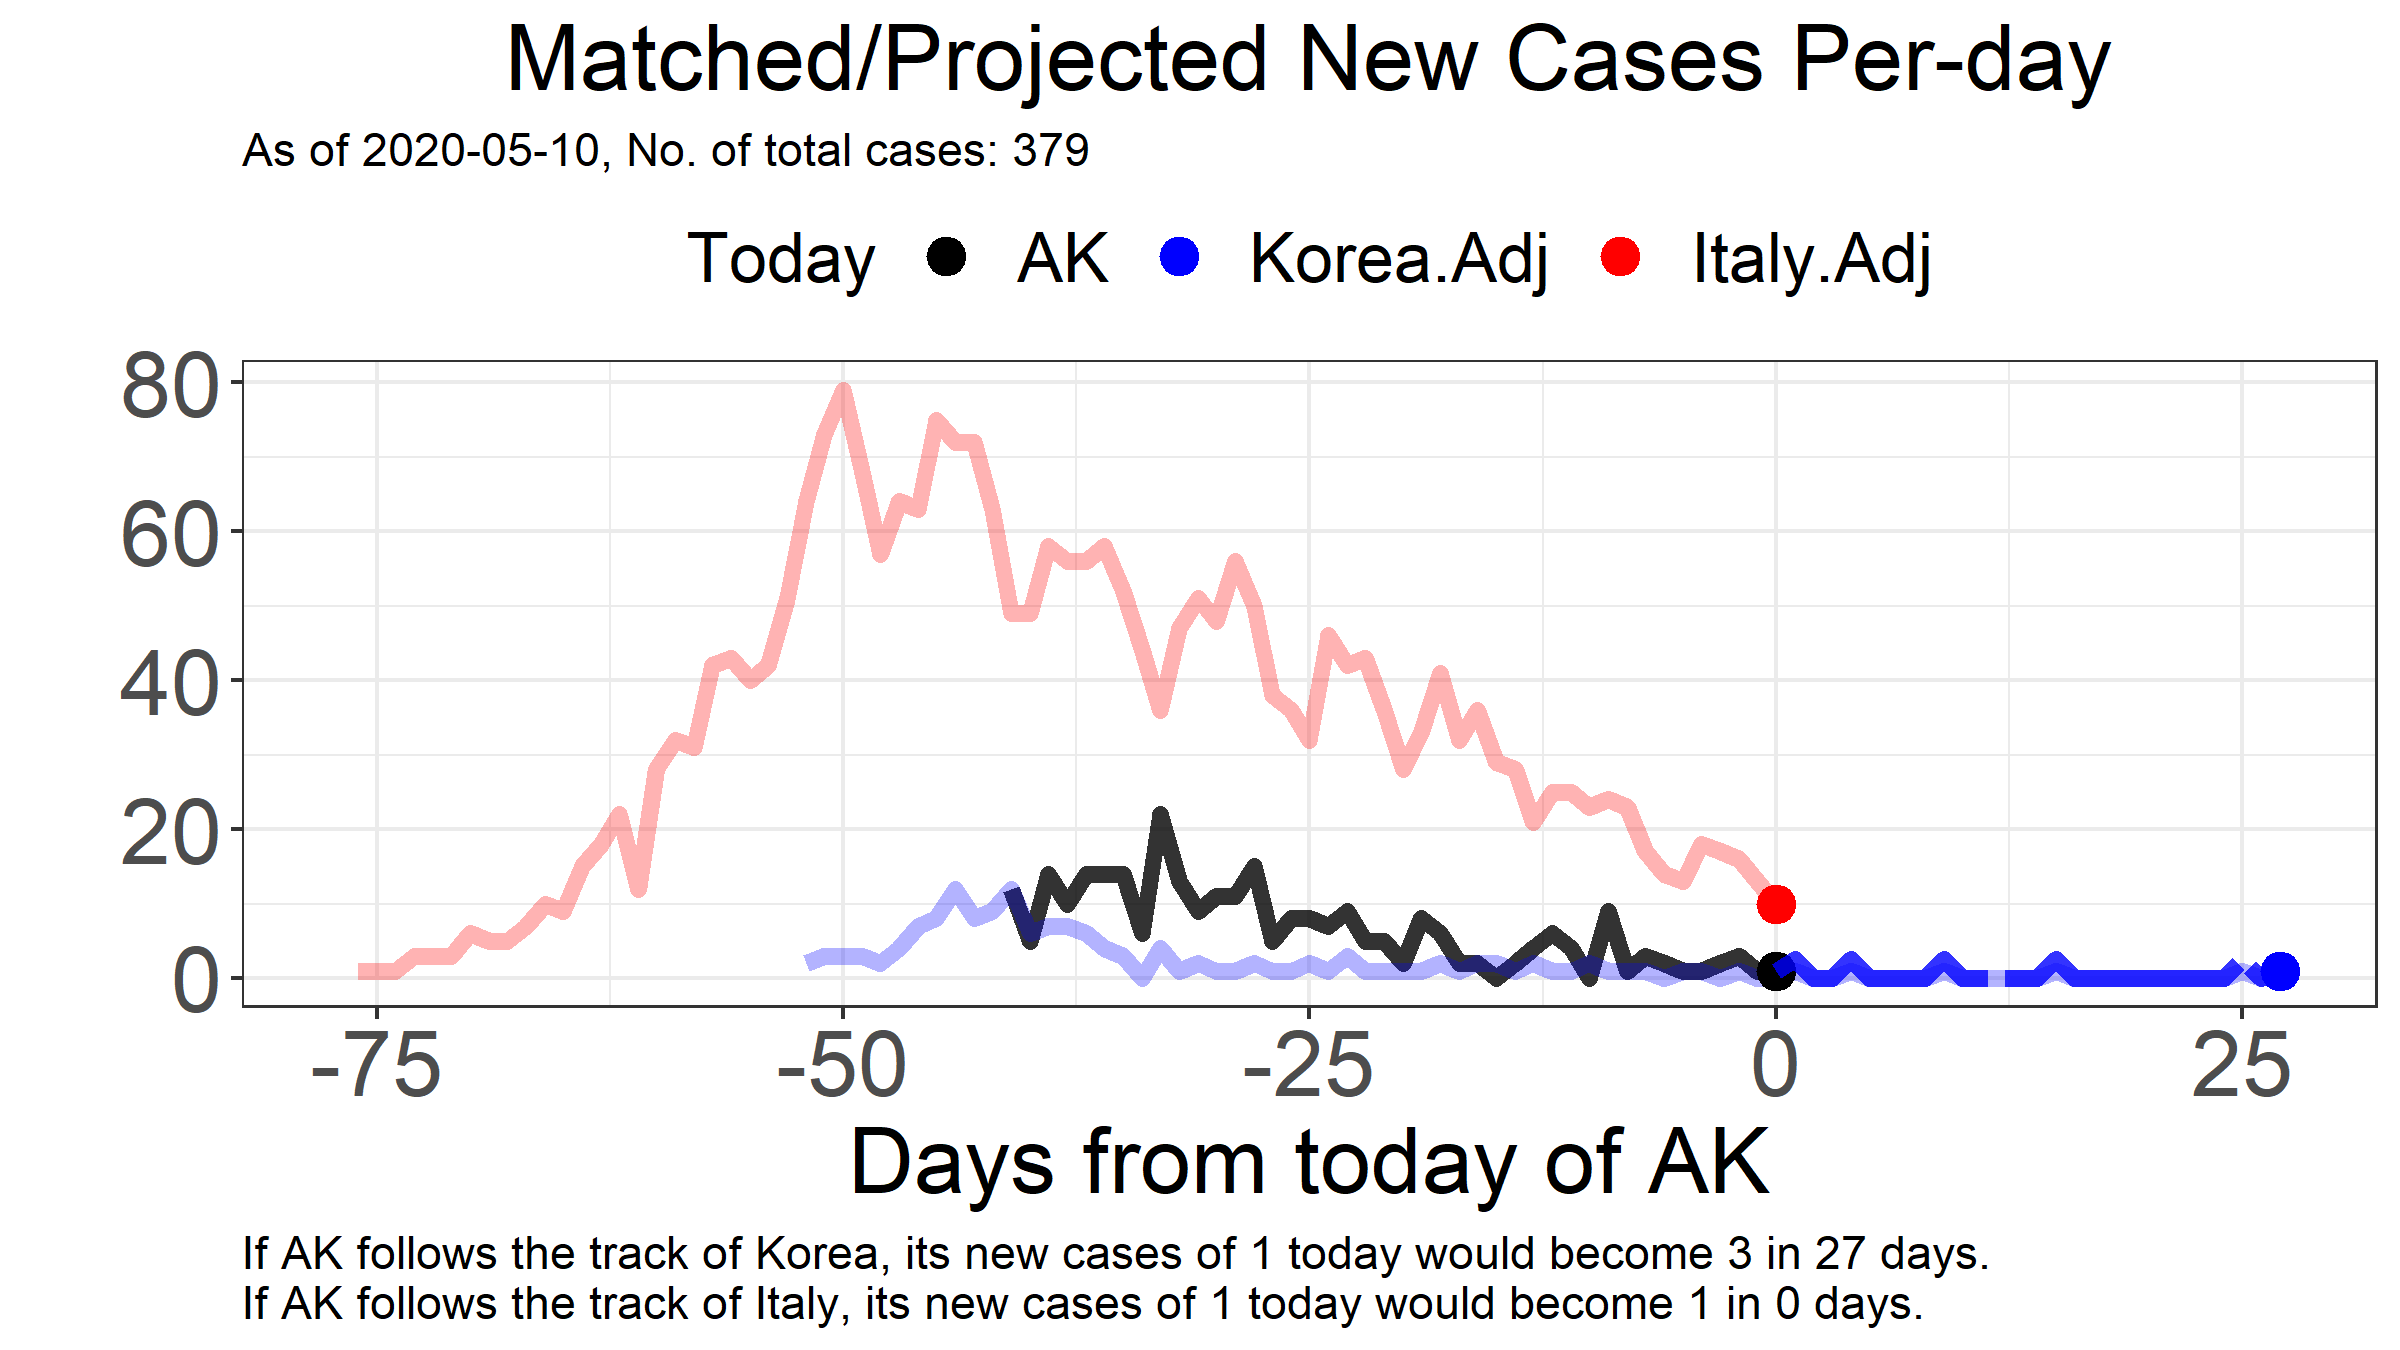 Matched/Projected New Cases Per-day
As of 2020-05-10, No. of total cases: 379
Today AK Korea.Adj Italy.Adj
80
60
40
20
0
-75 -50 -25 0 25
Days from today of AK
If AK follows the track of Korea, its new cases of 1 today would become 3 in 27 days.
If AK follows the track of Italy, its new cases of 1 today would become 1 in 0 days.